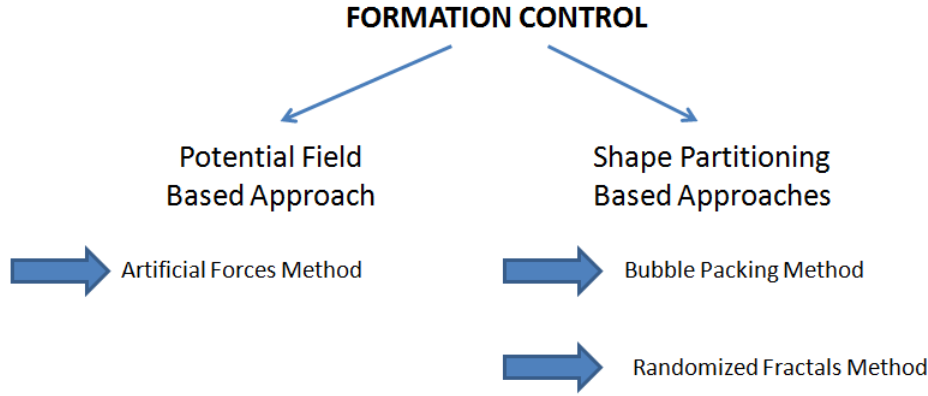 FORMATION CONTROL
Potential Field
Based Approach
Shape Partitioning
Based Approaches
Artificial Forces Method
Bubble Packing Method
Randomized Fractals Method